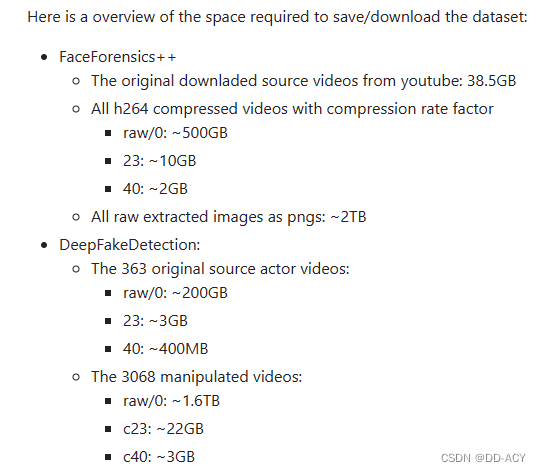 Here is a overview of the space required to save/download the dataset:
FaceForensics++
The original downladed source videos from youtube: 38.5GB
All h264 compressed videos with compression rate factor
raw/0: ~500GB
23: ~10GB
40: ~2GB
All raw extracted images as pngs: ~2TB
DeepFakeDetection:
The 363 original source actor videos:
raw/0: ~200GB
23: ~3GB
40: ~400MB
The 3068 manipulated videos:
raw/0: ~1.6TB
c23: ~22GB
c40: ~3GB
CSDN @DD-ACY